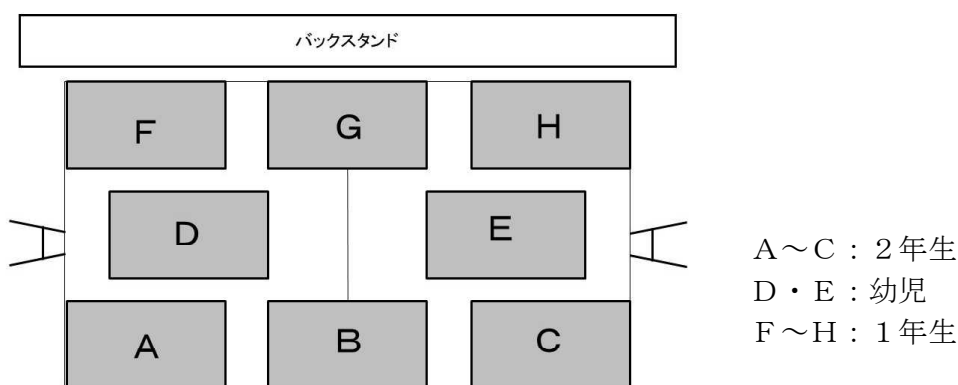 バックスタンド
F G H
D E
A B C
A～C：2年生
D・E：幼児
F～H：1年生